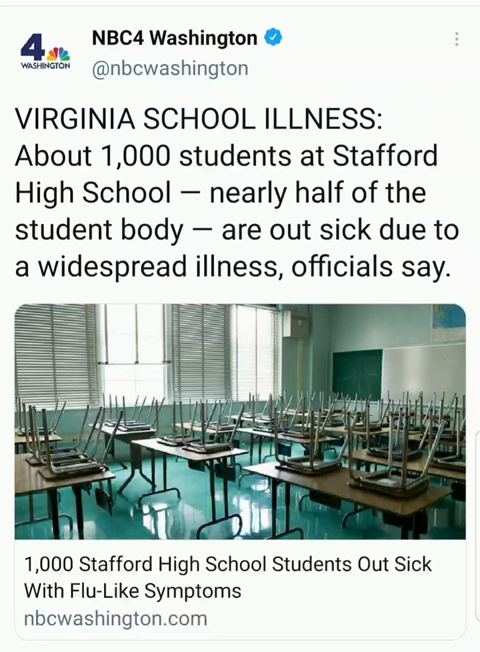 4
WASHINGTON
NBC4 Washington
@nbcwashington
VIRGINIA SCHOOL ILLNESS:
About 1,000 students at Stafford
High School — nearly half of the
student body — are out sick due to
a widespread illness, officials say.
1,000 Stafford High School Students Out Sick
With Flu-Like Symptoms
nbcwashington.com